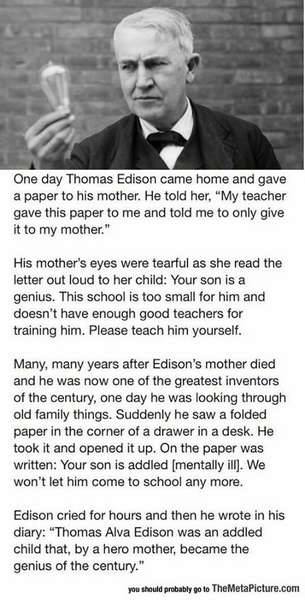 One day Thomas Edison came home and gave
a paper to his mother. He told her, “My teacher
gave this paper to me and told me to only give
it to my mother.”
His mother’s eyes were tearful as she read the
letter out loud to her child: Your son is a
genius. This school is too small for him and
doesn’t have enough good teachers for
training him. Please teach him yourself.
Many, many years after Edison’s mother died
and he was now one of the greatest inventors
of the century, one day he was looking through
old family things. Suddenly he saw a folded
paper in the corner of a drawer in a desk. He
took it and opened it up. On the paper was
written: Your son is addled [mentally ill]. We
won’t let him come to school any more.
Edison cried for hours and then he wrote in his
diary: “Thomas Alva Edison was an addled
child that, by a hero mother, became the
genius of the century.”
you should probably go to TheMetaPicture.com